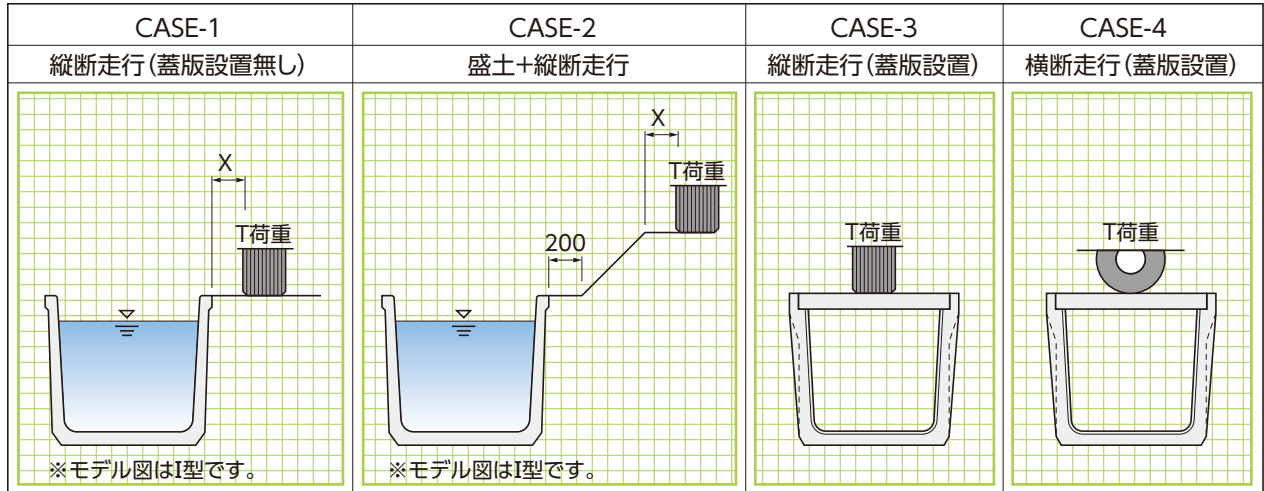 CASE-1
CASE-2
CASE-3
CASE-4
縦断走行(蓋版設置無し)
盛土+縦断走行
縦断走行(蓋版設置)
横断走行(蓋版設置)
X
T荷重
※モデル図はI型です。
X
T荷重
200
※モデル図はI型です。
T荷重
T荷重